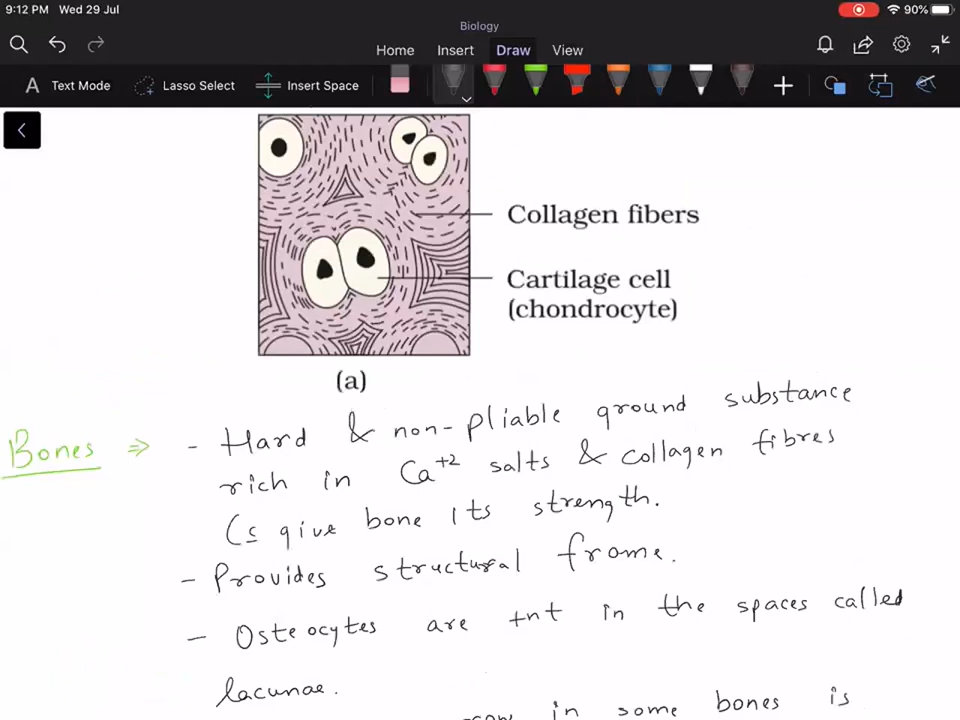 9:12 PM Wed 29 Jul
90%
Biology
Home Insert Draw View
A Text Mode Lasso Select Insert Space
Collagen fibers
Cartilage cell
(chondrocyte)
(a)
Bones ⇒ - Hard & non-pliable ground substance
rich in Ca+2 salts & collagen fibres
give bone its strength.
- Provides structural frame.
- Osteocytes are +nt in the spaces called
lacunae.
in some bones is